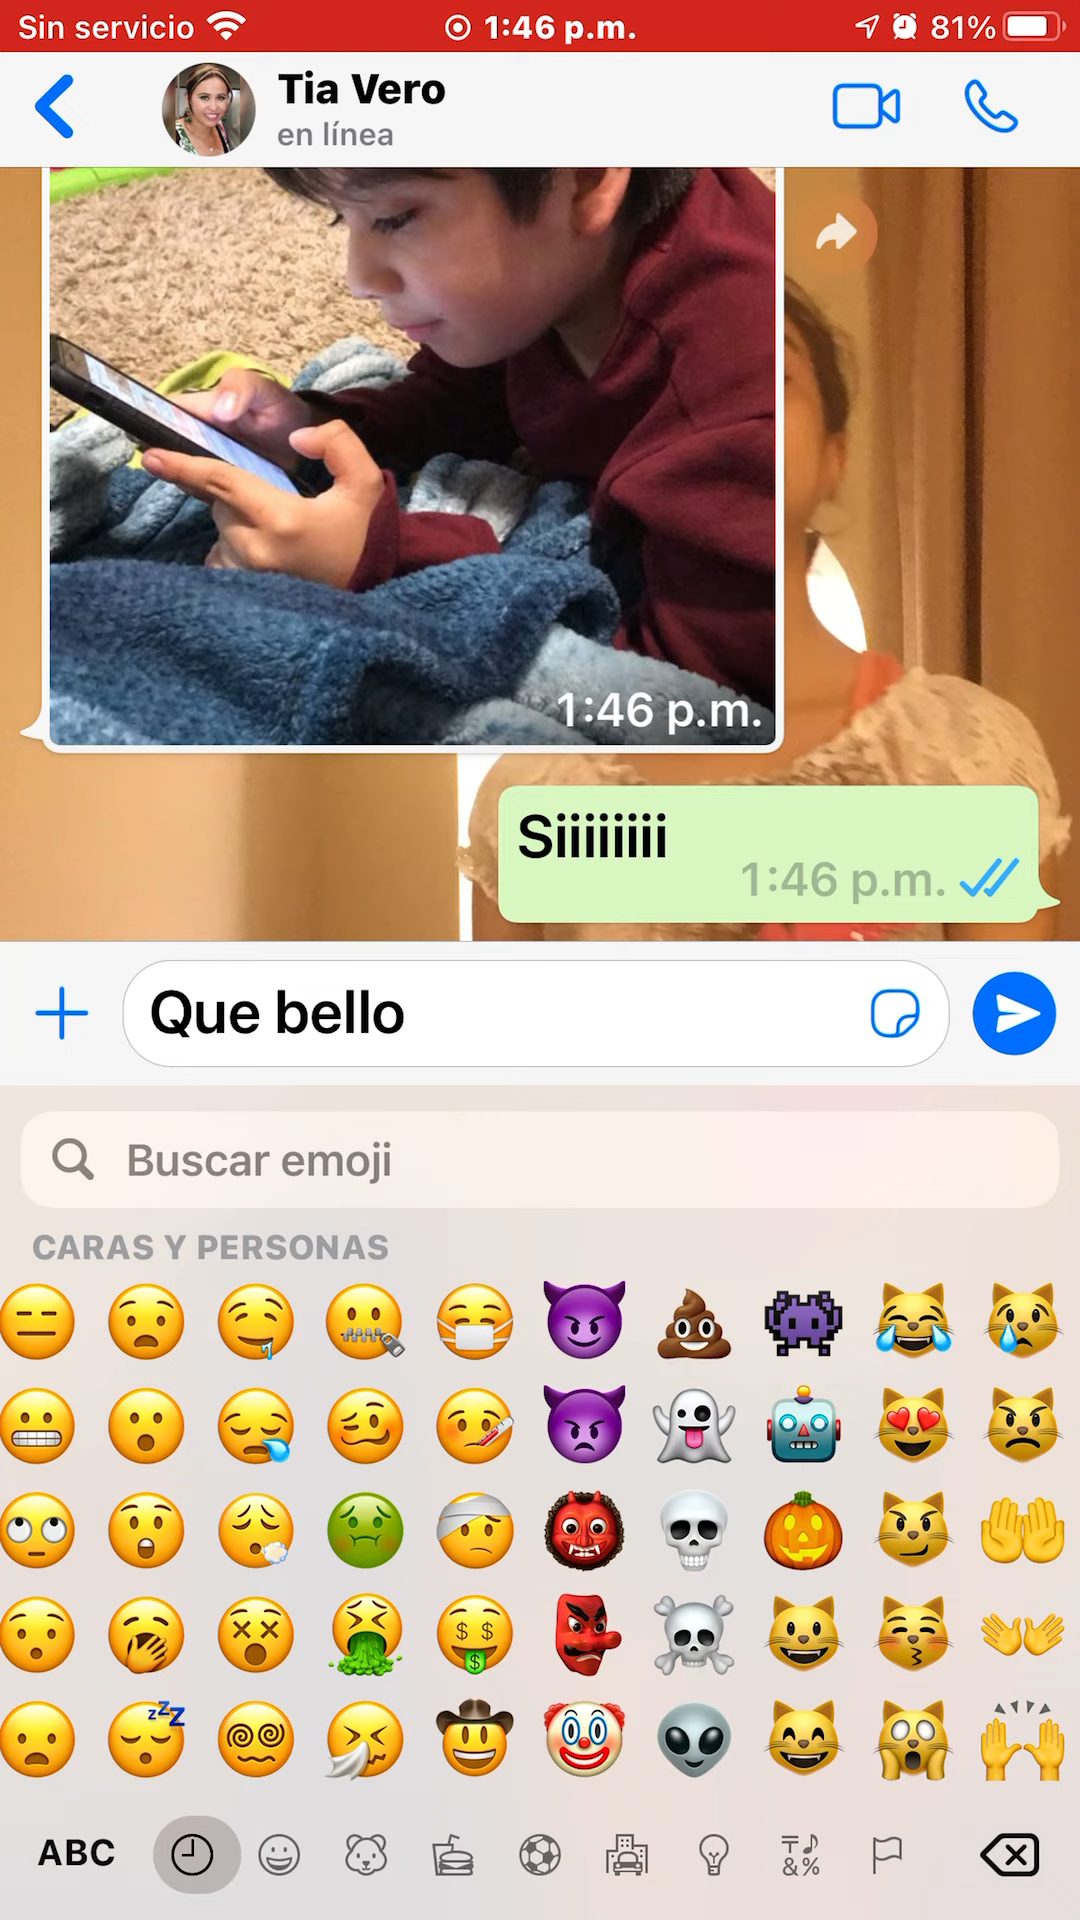 Sin servicio 1:46 p.m. 81%
Tia Vero
en línea
1:46 p.m.
Siiiiiiii
1:46 p.m.
Que bello
Buscar emoji
CARAS Y PERSONAS
ABC